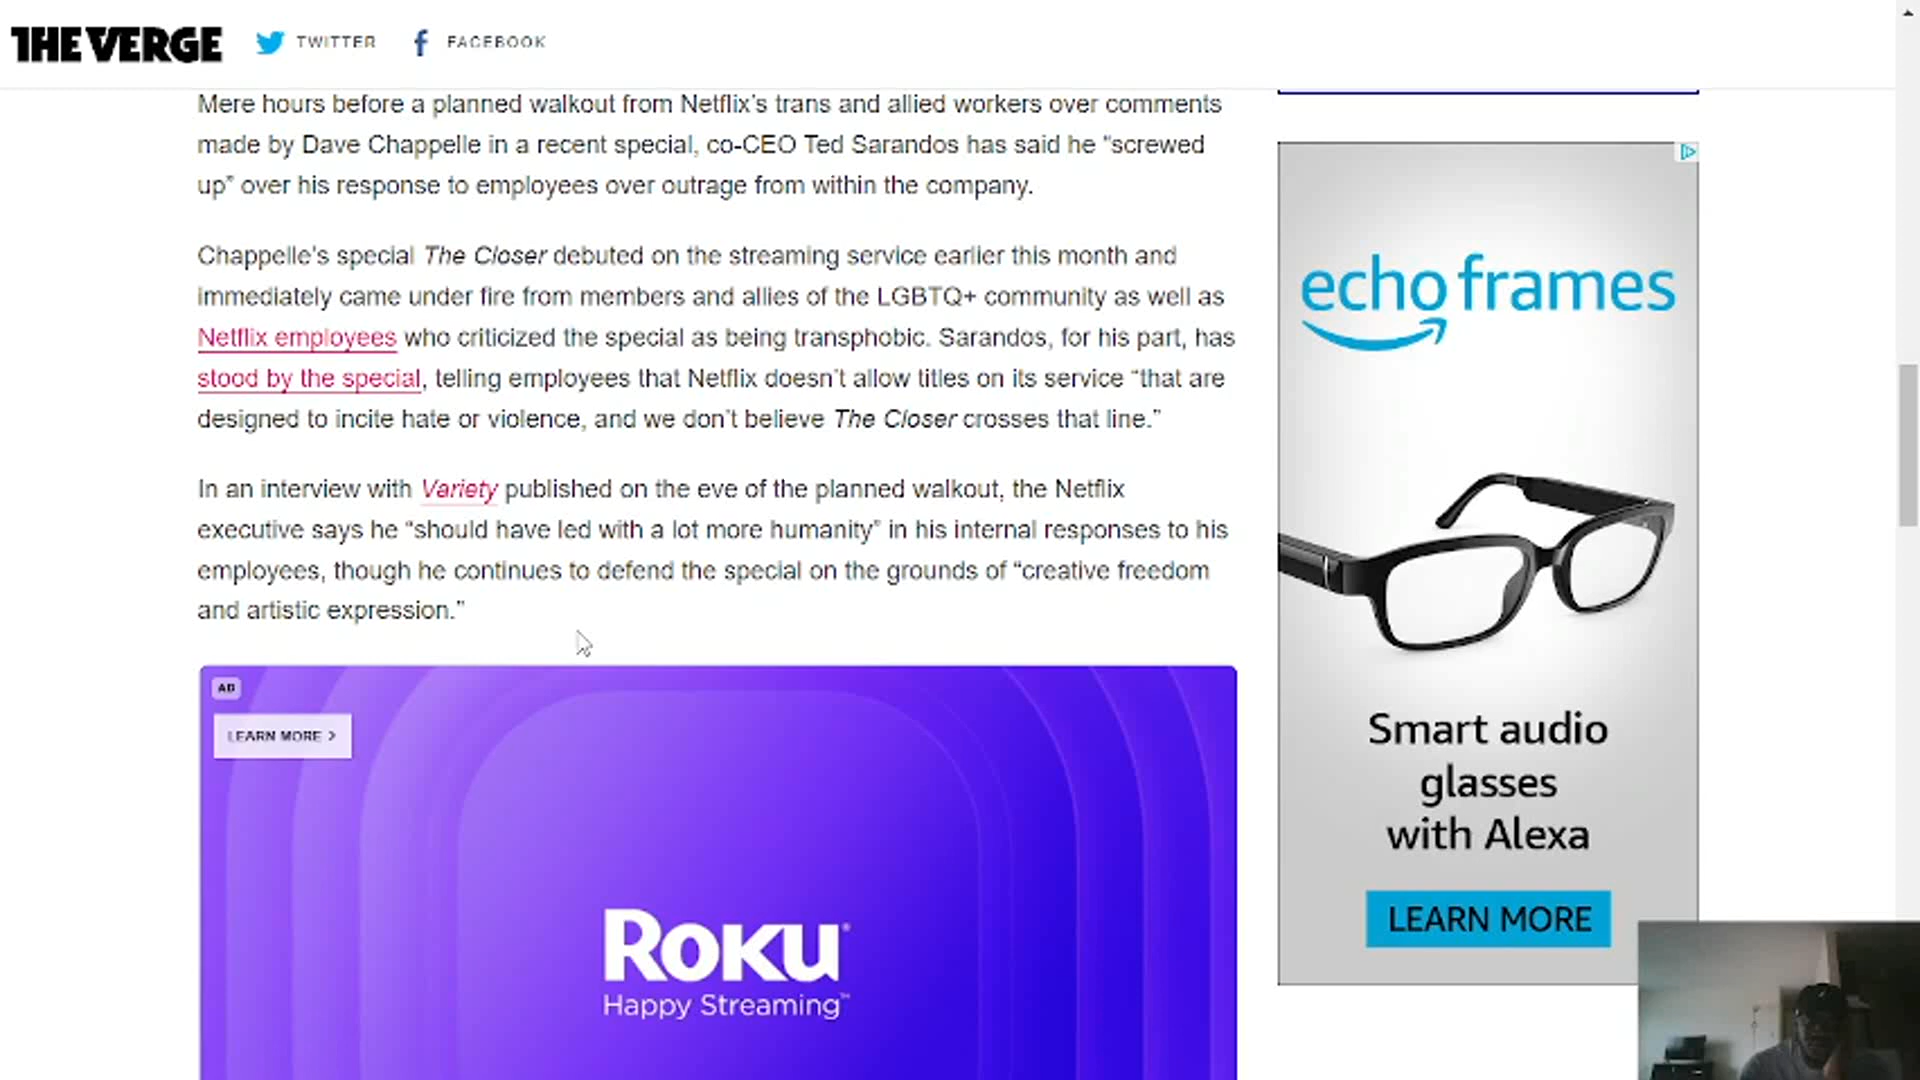 THE VERGE
TWITTER
FACEBOOK
Mere hours before a planned walkout from Netflix's trans and allied workers over comments
made by Dave Chappelle in a recent special, co-CEO Ted Sarandos has said he “screwed
up” over his response to employees over outrage from within the company.
Chappelle's special The Closer debuted on the streaming service earlier this month and
immediately came under fire from members and allies of the LGBTQ+ community as well as
Netflix employees who criticized the special as being transphobic. Sarandos, for his part, has
stood by the special, telling employees that Netflix doesn't allow titles on its service “that are
designed to incite hate or violence, and we don't believe The Closer crosses that line.”
In an interview with Variety published on the eve of the planned walkout, the Netflix
executive says he “should have led with a lot more humanity” in his internal responses to his
employees, though he continues to defend the special on the grounds of “creative freedom
and artistic expression.”
AD
LEARN MORE >
ROKU®
Happy Streaming™
echo frames
Smart audio
glasses
with Alexa
LEARN MORE